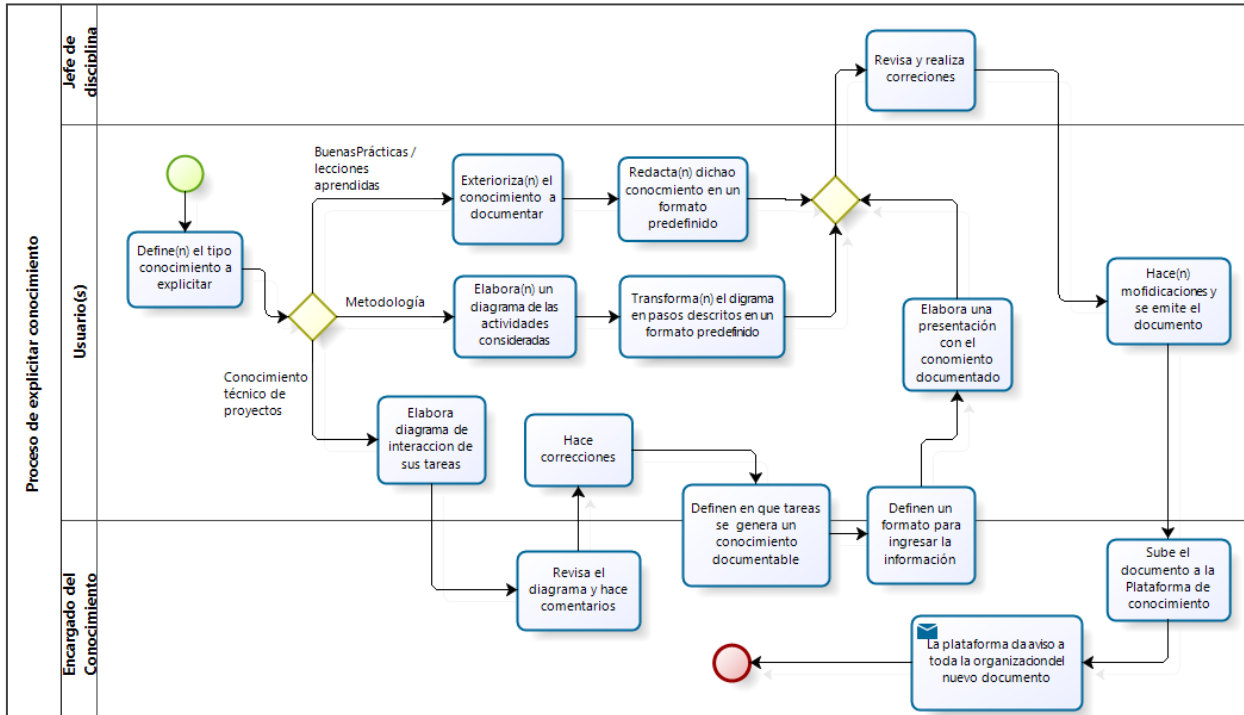 Proceso de explicitar conocimiento
Jefe de
disciplina
Revisa y realiza
correciones
Usuario(s)
Define(n) el tipo
conocimiento a
explicitar
BuenasPrácticas /
lecciones
aprendidas
Exterioriza(n) el
conocimiento a
documentar
Redacta(n) dichao
conocmiento en un
formato
predefinido
Metodología
Elabora(n) un
diagrama de las
actividades
consideradas
Transforma(n) el digrama
en pasos descritos en un
formato predefinido
Conocimiento
técnico de
proyectos
Elabora
diagrama de
interaccion de
sus tareas
Hace
correcciones
Definen en que tareas
se genera un
conocimiento
documentable
Definen un
formato para
ingresar la
información
Elabora una
presentación
con el
conomiento
documentado
Hace(n)
mofidicaciones y
se emite el
documento
Encargado del
Conocimiento
Revisa el
diagrama y hace
comentarios
Sube el
documento a la
Plataforma de
conocimiento
La plataforma da aviso a
toda la organizaciondel
nuevo documento